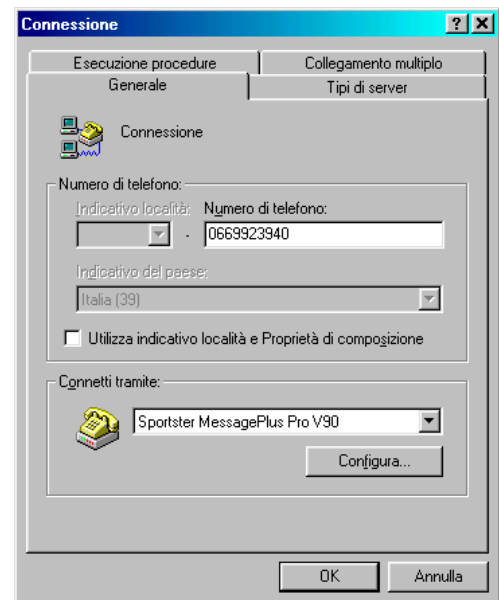 Connessione
Esecuzione procedure Collegamento multiplo
Generale Tipi di server
Connessione
Numero di telefono:
Indicativo località: Numero di telefono:
- 0669923940
Indicativo del paese:
Italia (39)
Utilizza indicativo località e Proprietà di composizione
Connetti tramite:
Sportster MessagePlus Pro V90
Configura...
OK Annulla